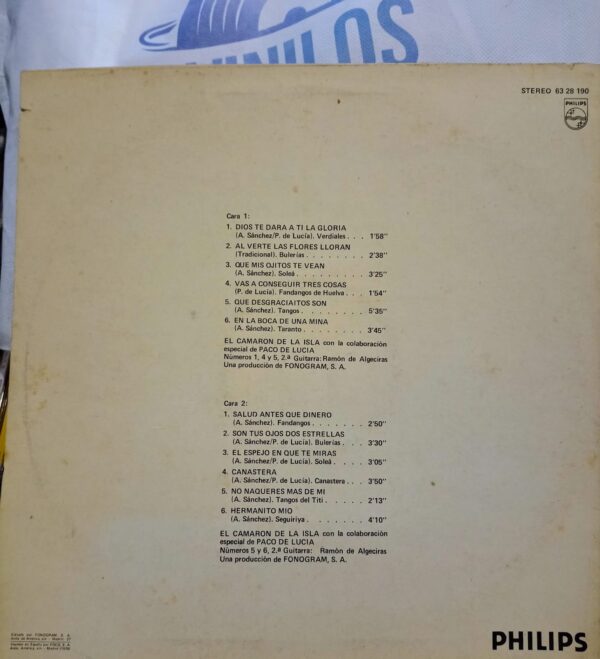 VINILOS
STEREO 63 28 190
PHILIPS
Cara 1:
1. DIOS TE DARA A TI LA GLORIA
(A. Sánchez/P. de Lucía). Verdiales . . . 1'58"
2. AL VERTE LAS FLORES LLORAN
(Tradicional). Bulerías . . . . . . . . 2'38"
3. QUE MIS OJITOS TE VEAN
(A. Sánchez). Soleá . . . . . . . . . 3'25"
4. VAS A CONSEGUIR TRES COSAS
(P. de Lucía). Fandangos de Huelva . . . 1'54"
5. QUE DESGRACIAITOS SON
(A. Sánchez). Tangos . . . . . . . . 5'35"
6. EN LA BOCA DE UNA MINA
(A. Sánchez). Taranto . . . . . . . . 3'45"
EL CAMARON DE LA ISLA con la colaboración
especial de PACO DE LUCIA
Números 1, 4 y 5, 2.ª Guitarra: Ramón de Algeciras
Una producción de FONOGRAM, S. A.
Cara 2:
1. SALUD ANTES QUE DINERO
(A. Sánchez). Fandangos . . . . . . . 2'50"
2. SON TUS OJOS DOS ESTRELLAS
(A. Sánchez/P. de Lucía). Bulerías . . . 3'30"
3. EL ESPEJO EN QUE TE MIRAS
(A. Sánchez/P. de Lucía). Soleá . . . . 3'05"
4. CANASTERA
(A. Sánchez/P. de Lucía). Canastera . . . 3'50"
5. NO NAQUERES MAS DE MI
(A. Sánchez). Tangos del Titi . . . . . 2'13"
6. HERMANITO MIO
(A. Sánchez). Seguiriya . . . . . . . 4'10"
EL CAMARON DE LA ISLA con la colaboración
especial de PACO DE LUCIA
Números 5 y 6, 2.ª Guitarra: Ramón de Algeciras
Una producción de FONOGRAM, S. A.
Editado por FONOGRAM, S. A.
PHILIPS